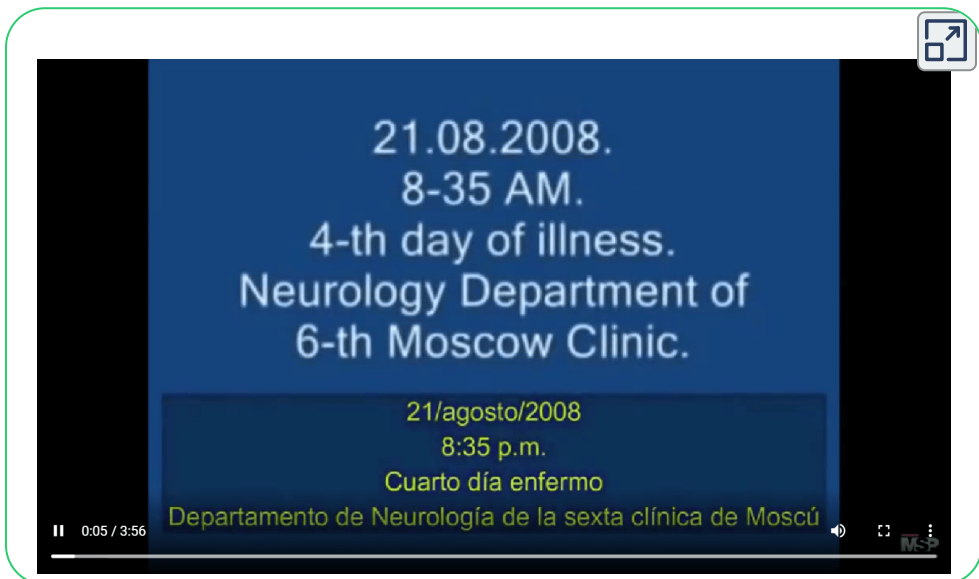 21.08.2008.
8-35 AM.
4-th day of illness.
Neurology Department of
6-th Moscow Clinic.
21/agosto/2008
8:35 p.m.
Cuarto día enfermo
Departamento de Neurología de la sexta clínica de Moscú
0:05 / 3:56
MSP